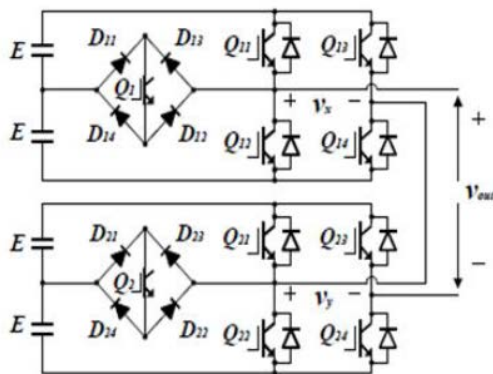 D11 D13 Q11 Q13
E
Q1
+ vx −
D14 D12 Q12 Q14
E
+
vout
D21 D23 Q21 Q23
E
−
Q2
+ vy −
D24 D22 Q22 Q24
E